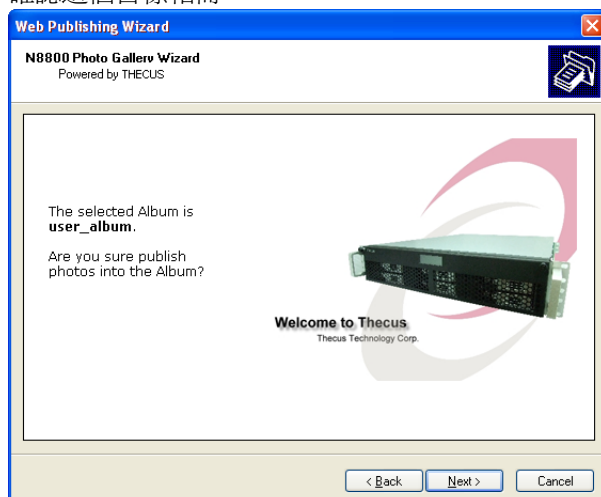 Web Publishing Wizard
N8800 Photo Gallery Wizard
Powered by THECUS
The selected Album is
user_album.
Are you sure publish
photos into the Album?
Welcome to Thecus
Thecus Technology Corp.
< Back
Next >
Cancel